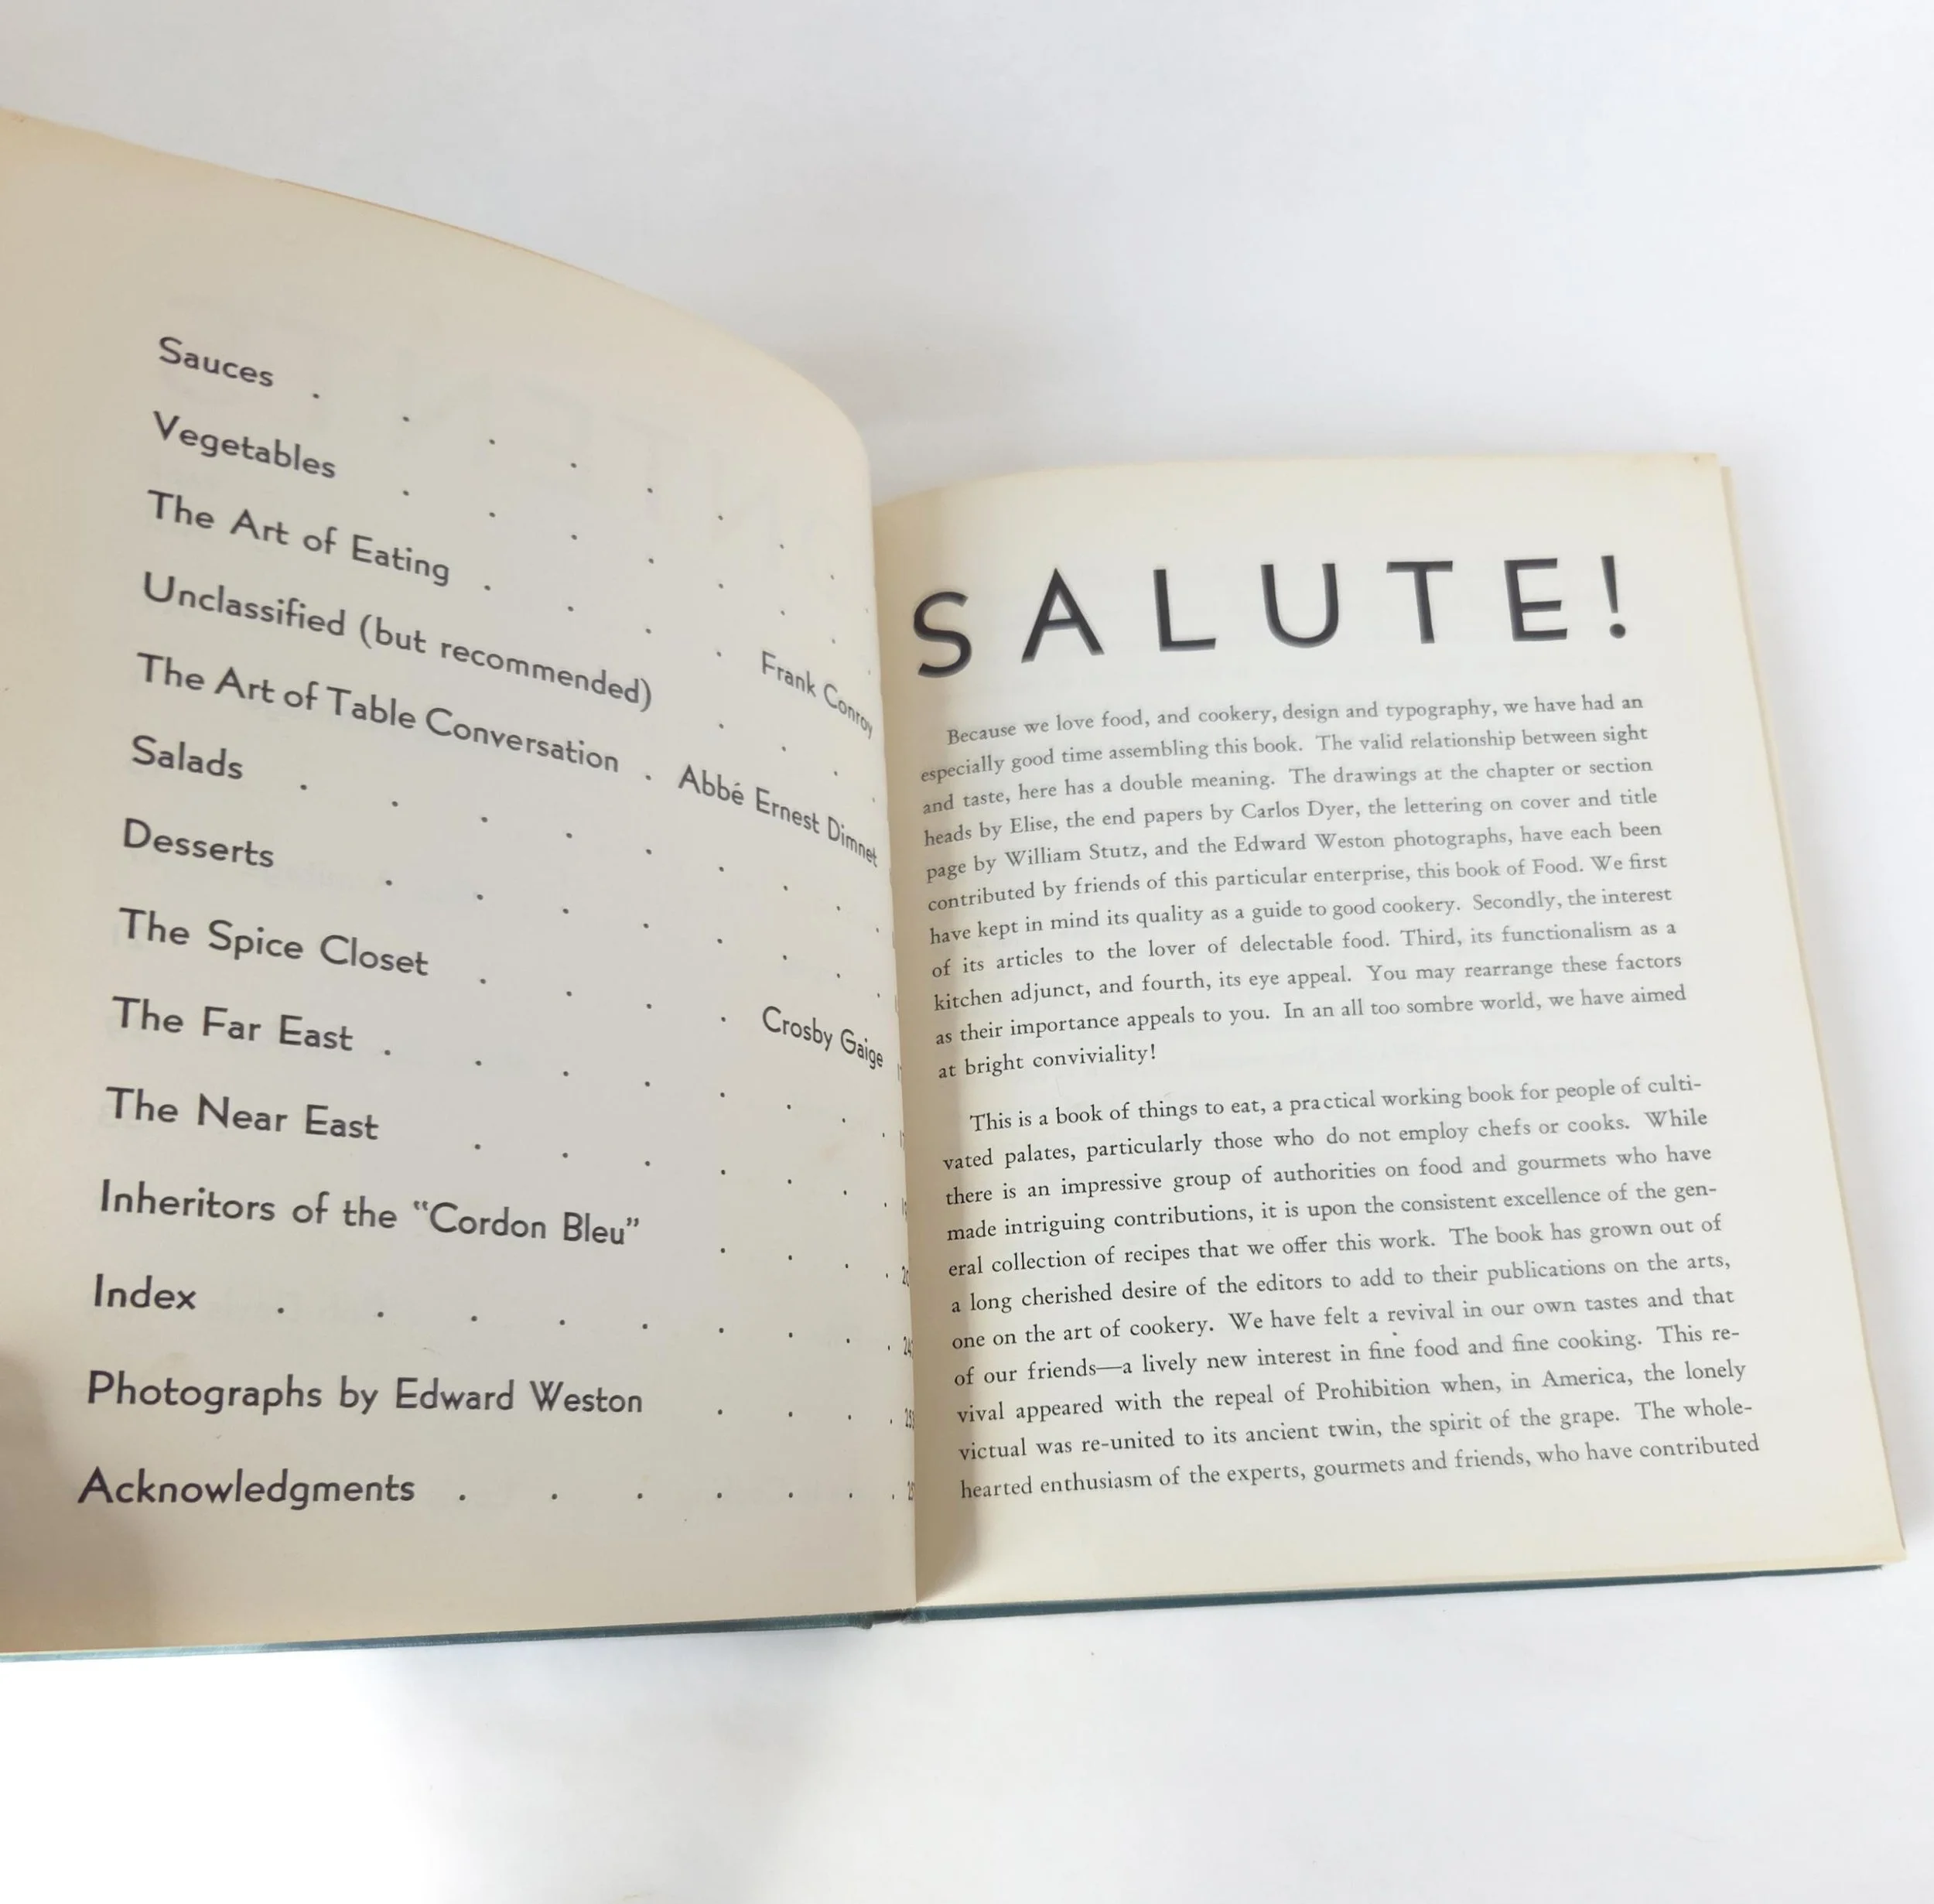 Sauces . . . . . . . .
Vegetables . . . . . . .
The Art of Eating . . . . Frank Conroy
Unclassified (but recommended) . . . .
The Art of Table Conversation . Abbé Ernest Dimnet
Salads . . . . . . . . .
Desserts . . . . . . . .
The Spice Closet . . . . Crosby Gaige
The Far East . . . . . . . .
The Near East . . . . . . .
Inheritors of the "Cordon Bleu" . . . .
Index . . . . . . . . .
Photographs by Edward Weston . . . .
Acknowledgments . . . . . . .
SALUTE!
Because we love food, and cookery, design and typography, we have had an
especially good time assembling this book. The valid relationship between sight
and taste, here has a double meaning. The drawings at the chapter or section
heads by Elise, the end papers by Carlos Dyer, the lettering on cover and title
page by William Stutz, and the Edward Weston photographs, have each been
contributed by friends of this particular enterprise, this book of Food. We first
have kept in mind its quality as a guide to good cookery. Secondly, the interest
of its articles to the lover of delectable food. Third, its functionalism as a
kitchen adjunct, and fourth, its eye appeal. You may rearrange these factors
as their importance appeals to you. In an all too sombre world, we have aimed
at bright conviviality!
This is a book of things to eat, a practical working book for people of culti-
vated palates, particularly those who do not employ chefs or cooks. While
there is an impressive group of authorities on food and gourmets who have
made intriguing contributions, it is upon the consistent excellence of the gen-
eral collection of recipes that we offer this work. The book has grown out of
a long cherished desire of the editors to add to their publications on the arts,
one on the art of cookery. We have felt a revival in our own tastes and that
of our friends—a lively new interest in fine food and fine cooking. This re-
vival appeared with the repeal of Prohibition when, in America, the lonely
victual was re-united to its ancient twin, the spirit of the grape. The whole-
hearted enthusiasm of the experts, gourmets and friends, who have contributed